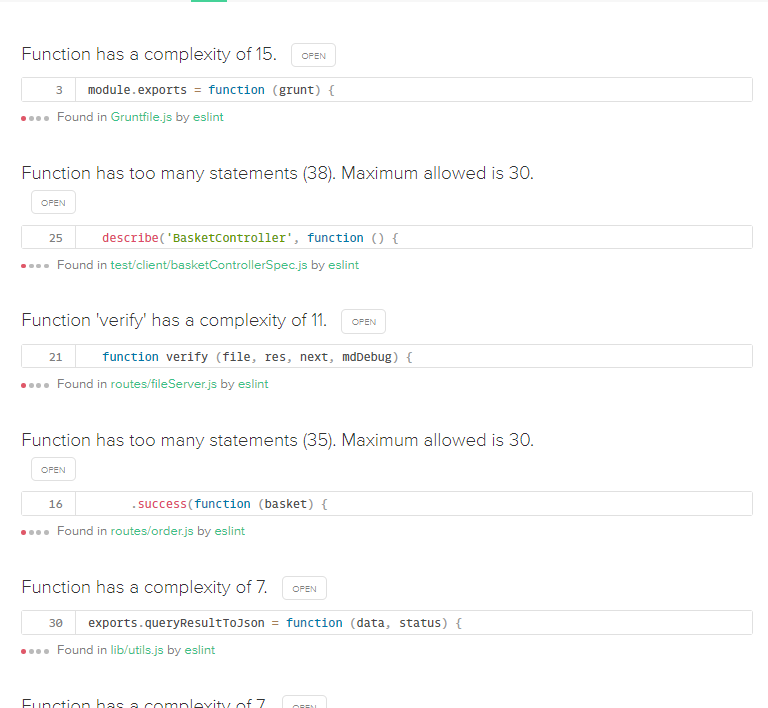 Function has a complexity of 15. OPEN
3 module.exports = function (grunt) {
Found in Gruntfile.js by eslint
Function has too many statements (38). Maximum allowed is 30.
OPEN
25 describe('BasketController', function () {
Found in test/client/basketControllerSpec.js by eslint
Function 'verify' has a complexity of 11. OPEN
21 function verify (file, res, next, mdDebug) {
Found in routes/fileServer.js by eslint
Function has too many statements (35). Maximum allowed is 30.
OPEN
16 .success(function (basket) {
Found in routes/order.js by eslint
Function has a complexity of 7. OPEN
30 exports.queryResultToJson = function (data, status) {
Found in lib/utils.js by eslint
Function has a complexity of 7 OPEN